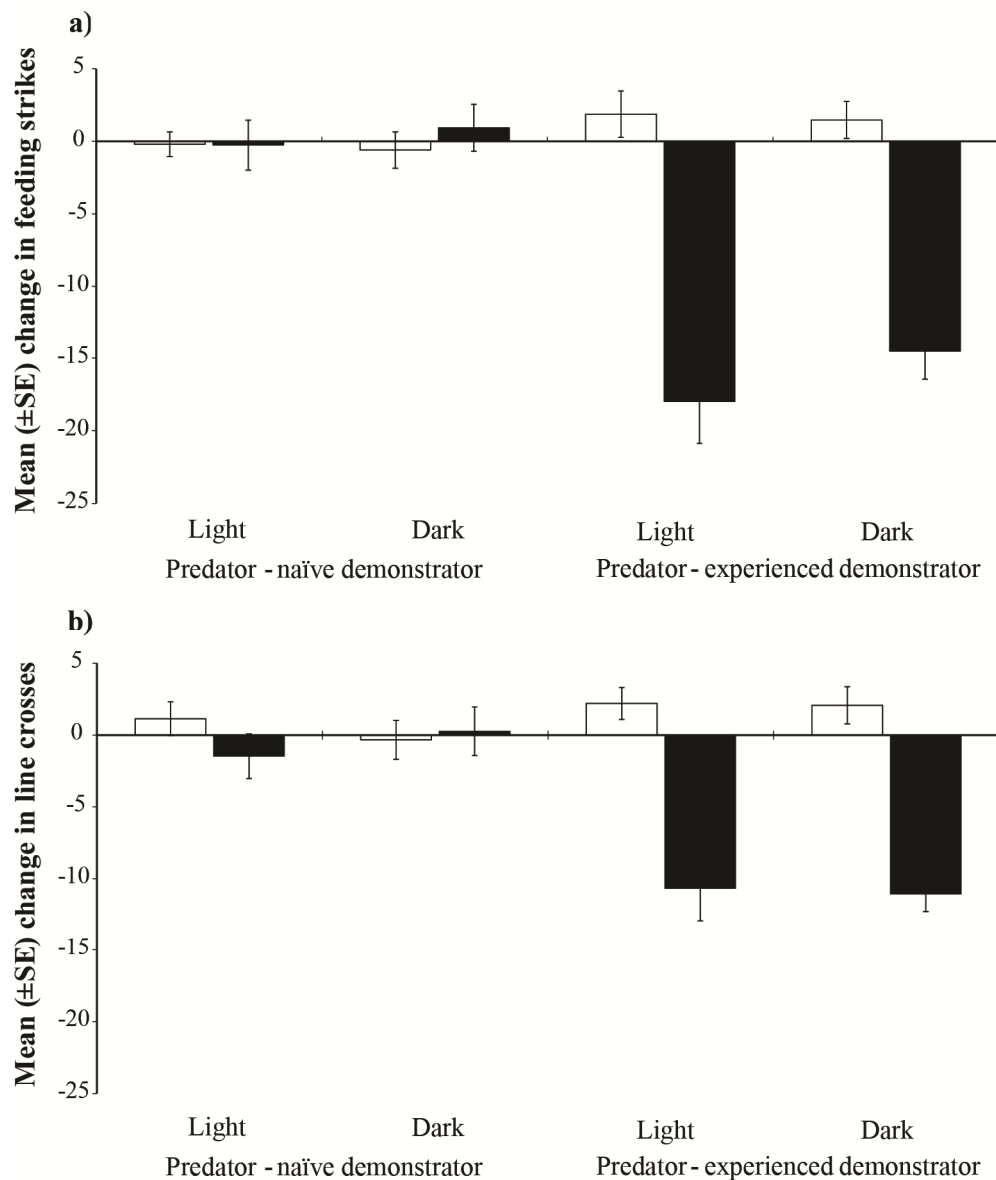 a)
Mean (±SE) change in feeding strikes
5
0
-5
-10
-15
-20
-25
Light Dark Light Dark
Predator - naïve demonstrator Predator - experienced demonstrator
b)
Mean (±SE) change in line crosses
5
0
-5
-10
-15
-20
-25
Light Dark Light Dark
Predator - naïve demonstrator Predator - experienced demonstrator